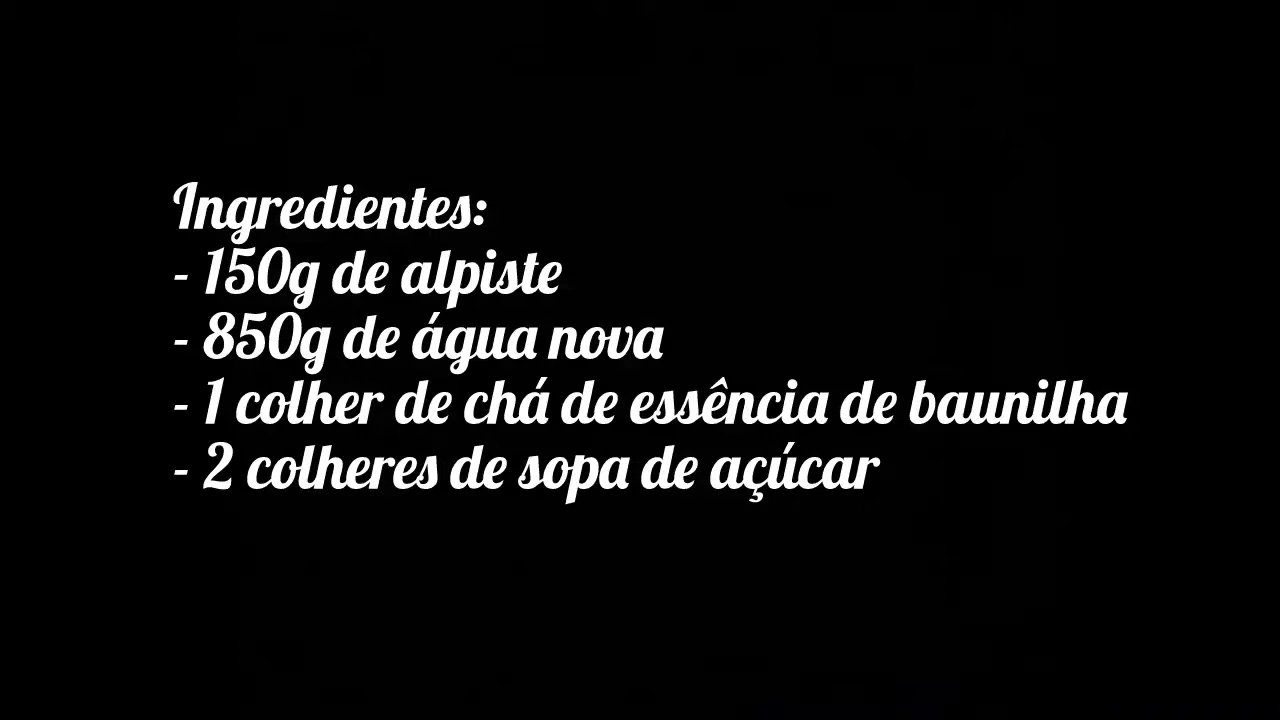 Ingredientes:
- 150g de alpiste
- 850g de água nova
- 1 colher de chá de essência de baunilha
- 2 colheres de sopa de açúcar